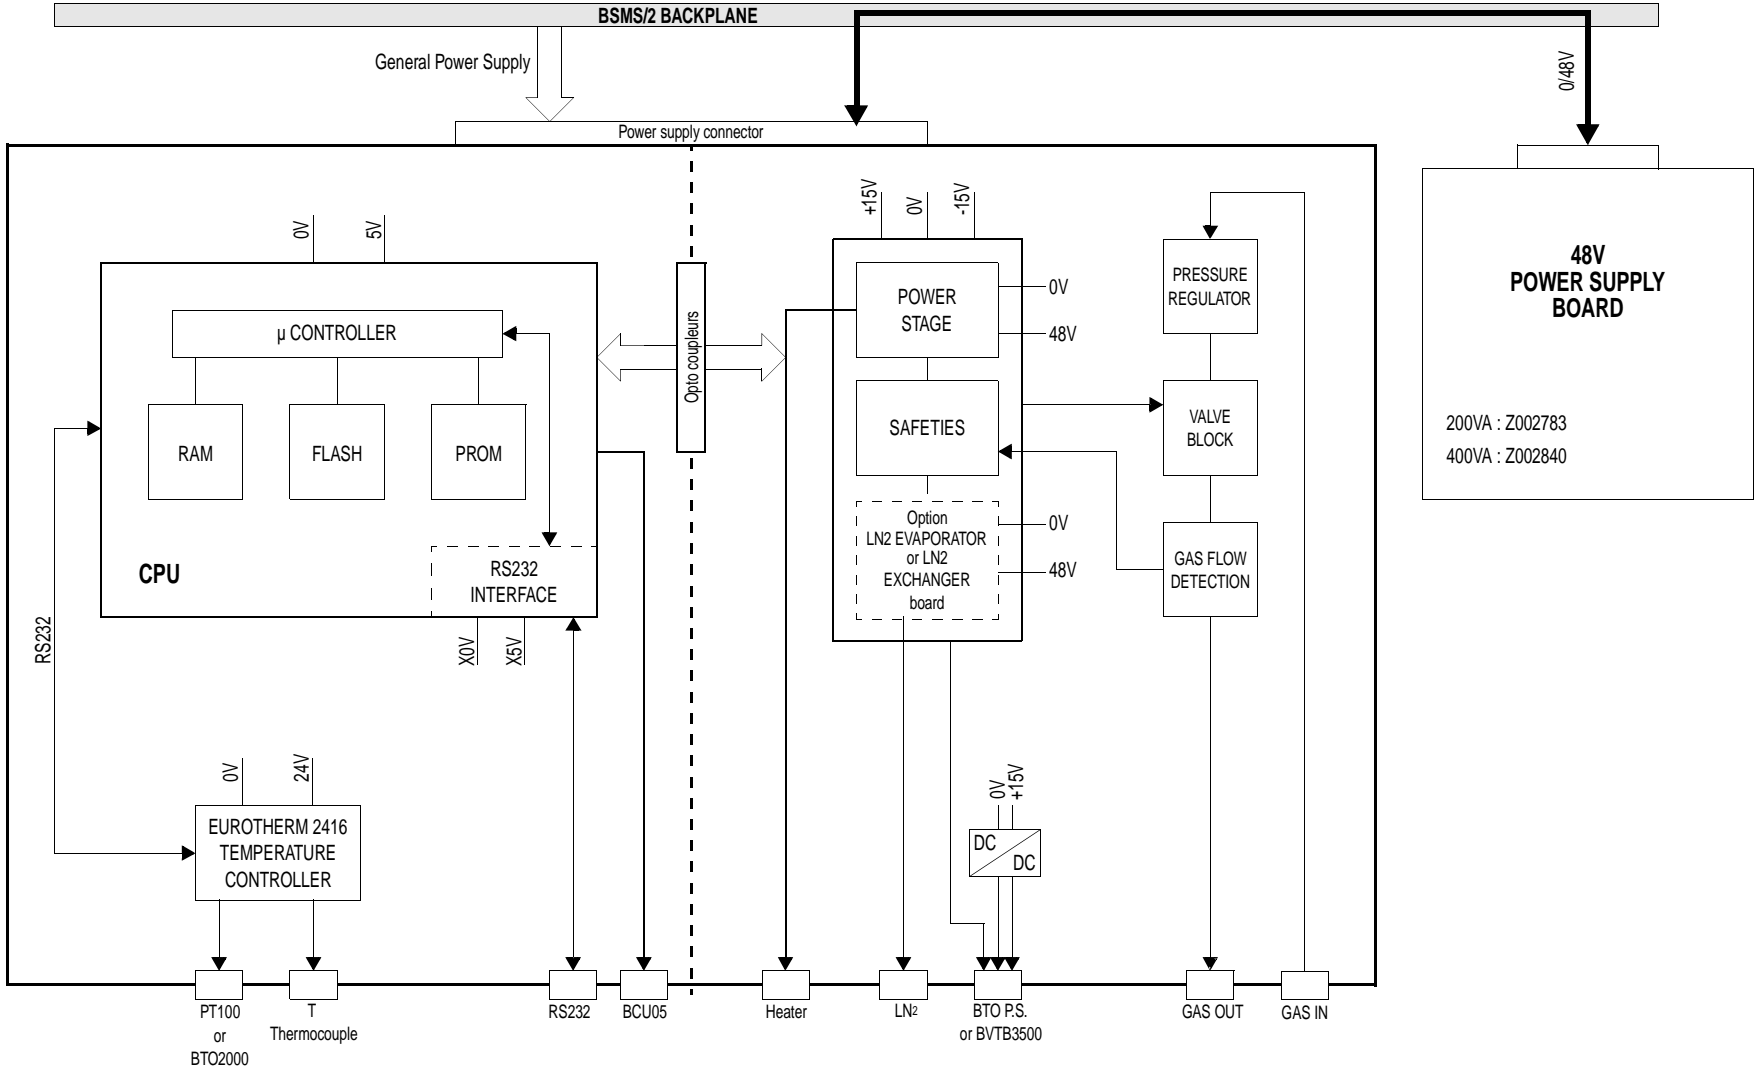 BSMS/2 BACKPLANE
General Power Supply
0/48V
Power supply connector
+15V
0V
-15V
0V
5V
48V
POWER SUPPLY
BOARD
200VA : Z002783
400VA : Z002840
PRESSURE
REGULATOR
POWER
STAGE
0V
48V
µ CONTROLLER
Opto coupleurs
RAM
FLASH
PROM
SAFETIES
VALVE
BLOCK
Option
LN2 EVAPORATOR
or LN2
EXCHANGER
board
0V
48V
GAS FLOW
DETECTION
CPU
RS232
INTERFACE
RS232
X0V
X5V
0V
24V
0V
+15V
EUROTHERM 2416
TEMPERATURE
CONTROLLER
DC
DC
PT100
or
BTO2000
T
Thermocouple
RS232
BCU05
Heater
LN2
BTO P.S.
or BVTB3500
GAS OUT
GAS IN